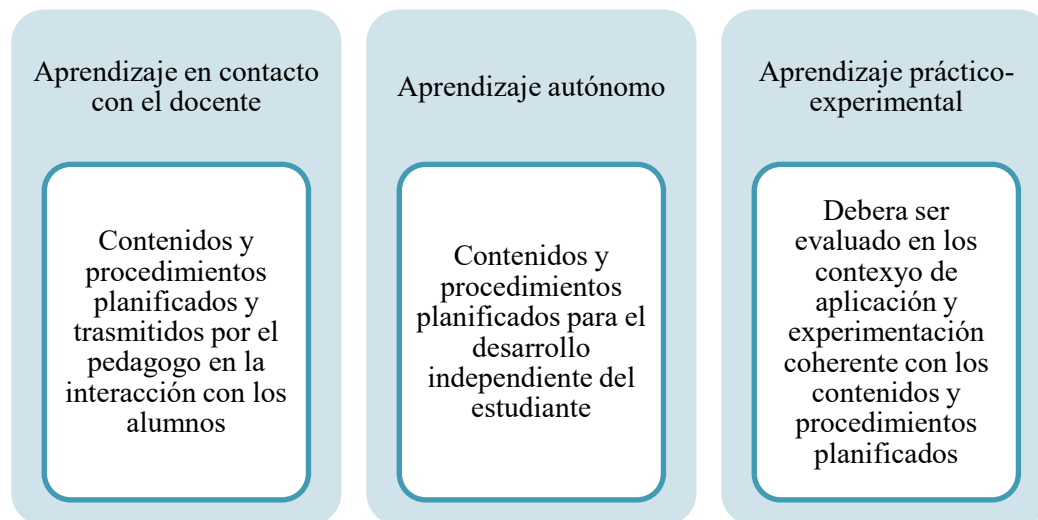 Aprendizaje en contacto
con el docente
Contenidos y
procedimientos
planificados y
trasmitidos por el
pedagogo en la
interacción con los
alumnos
Aprendizaje autónomo
Contenidos y
procedimientos
planificados para el
desarrollo
independiente del
estudiante
Aprendizaje práctico-
experimental
Debera ser
evaluado en los
contexyo de
aplicación y
experimentación
coherente con los
contenidos y
procedimientos
planificados